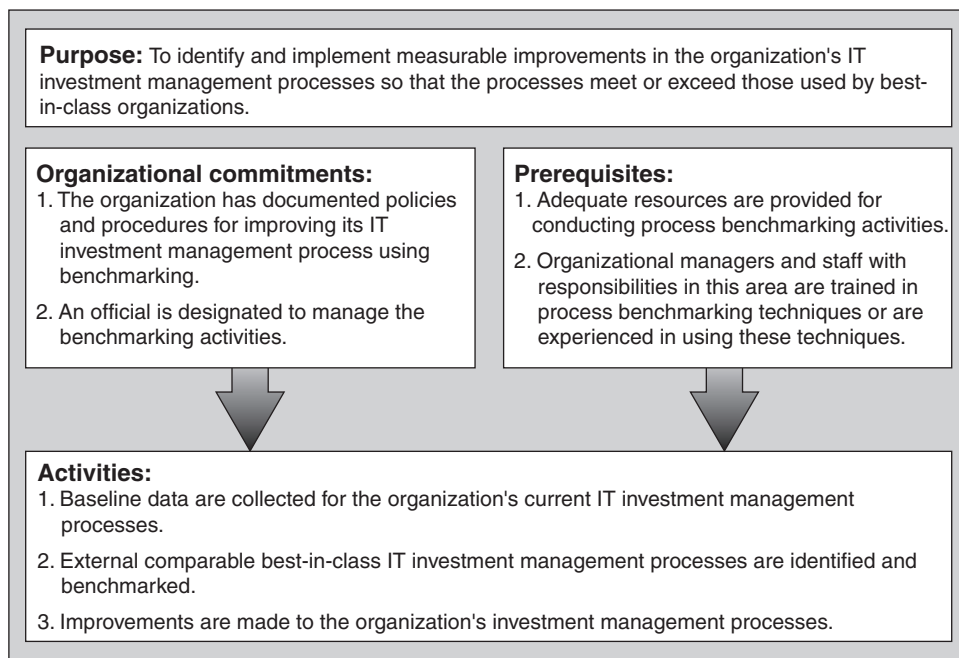 Purpose: To identify and implement measurable improvements in the organization's IT
investment management processes so that the processes meet or exceed those used by best-
in-class organizations.
Organizational commitments:
1. The organization has documented policies
and procedures for improving its IT
investment management process using
benchmarking.
2. An official is designated to manage the
benchmarking activities.
Prerequisites:
1. Adequate resources are provided for
conducting process benchmarking activities.
2. Organizational managers and staff with
responsibilities in this area are trained in
process benchmarking techniques or are
experienced in using these techniques.
Activities:
1. Baseline data are collected for the organization's current IT investment management
processes.
2. External comparable best-in-class IT investment management processes are identified and
benchmarked.
3. Improvements are made to the organization's investment management processes.